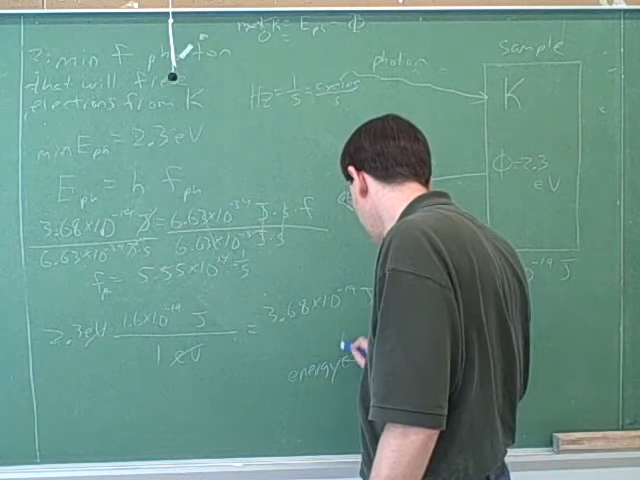 max K = E_ph - Φ
?: min f photon
that will free
electrons from K
min E_ph = 2.3 eV
E_ph = h f_ph
3.68×10^-19 J = 6.63×10^-34 J·s·f
6.63×10^-34 J·s 6.63×10^-34 J·s
f_ph = 5.55×10^14 1/s
2.3 eV 1.6×10^-19 J = 3.68×10^-19 J
1 eV
Hz = 1/s = cycles/s
photon
energy
sample
K
Φ=2.3
eV
10^-19 J